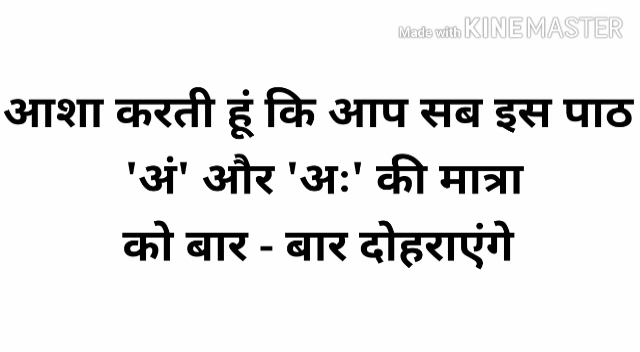 Made with KINEMASTER
आशा करती हूं कि आप सब इस पाठ
'अं' और 'अः' की मात्रा
को बार - बार दोहराएंगे